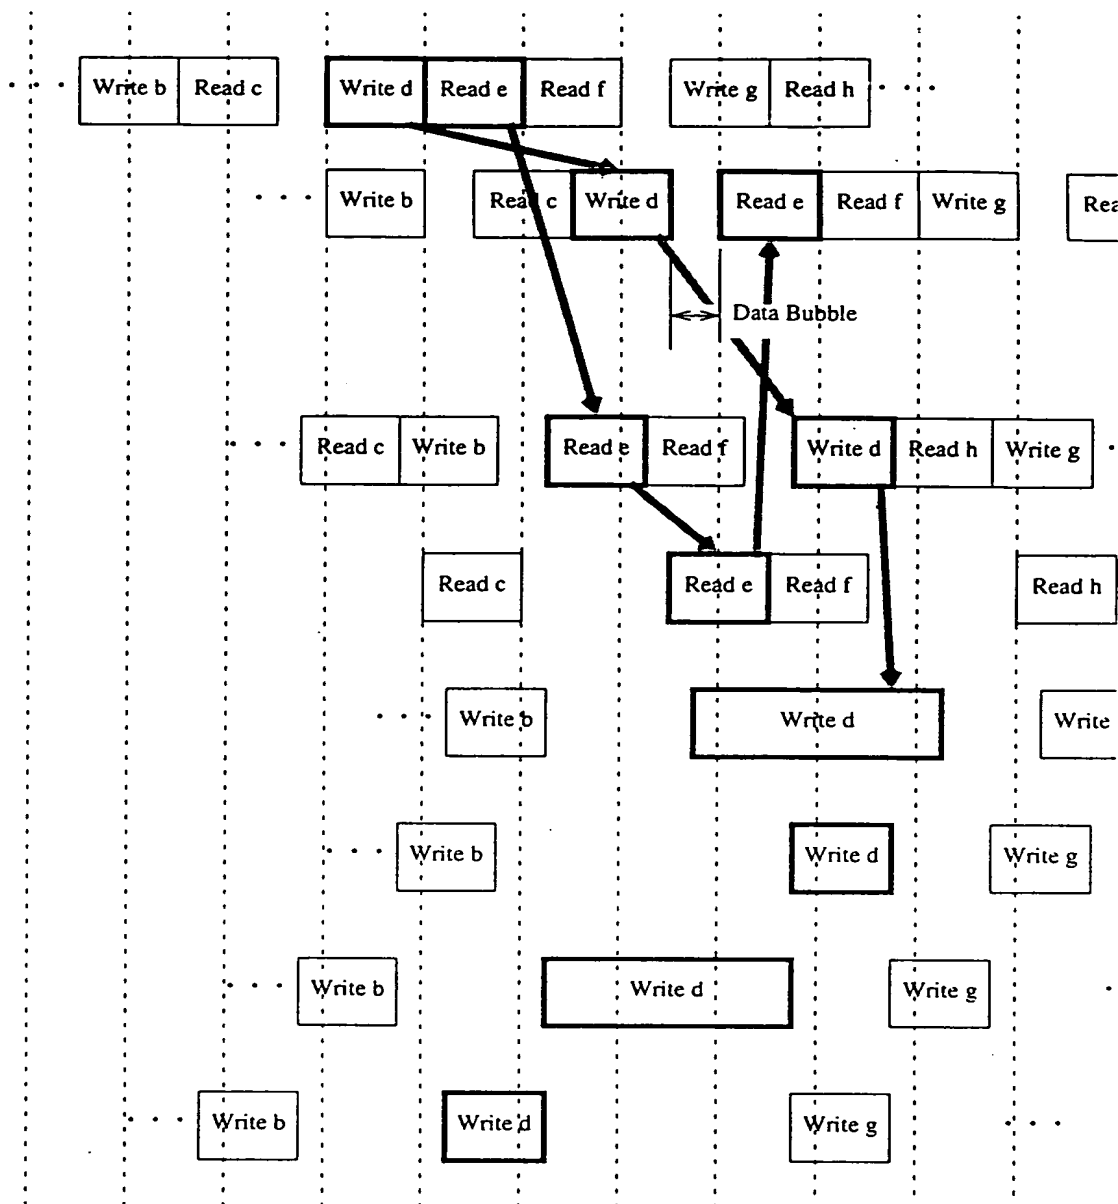 . . . Write b Read c Write d Read e Read f Write g Read h . . .
. . . Write b Read c Write d Read e Read f Write g Rea
Data Bubble
. . . Read c Write b Read e Read f Write d Read h Write g .
Read c Read e Read f Read h
. . . Write b Write d Write
. . . Write b Write d Write g
. . . Write b Write d Write g .
. . . Write b Write d Write g . . .